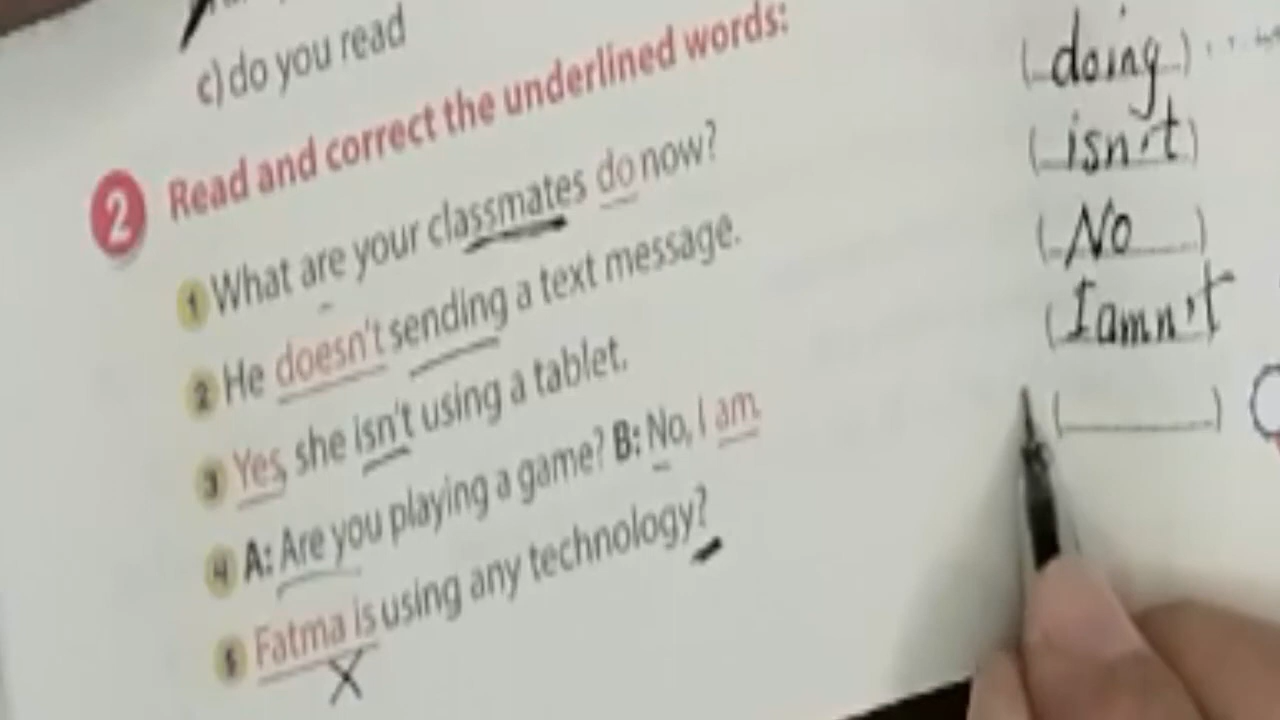 c) do you read
2 Read and correct the underlined words:
1 What are your classmates do now? (doing)
2 He doesn't sending a text message. (isn't)
3 Yes, she isn't using a tablet. (No)
4 A: Are you playing a game? B: No, I am. (I amn't)
5 Fatma is using any technology? (______)
X